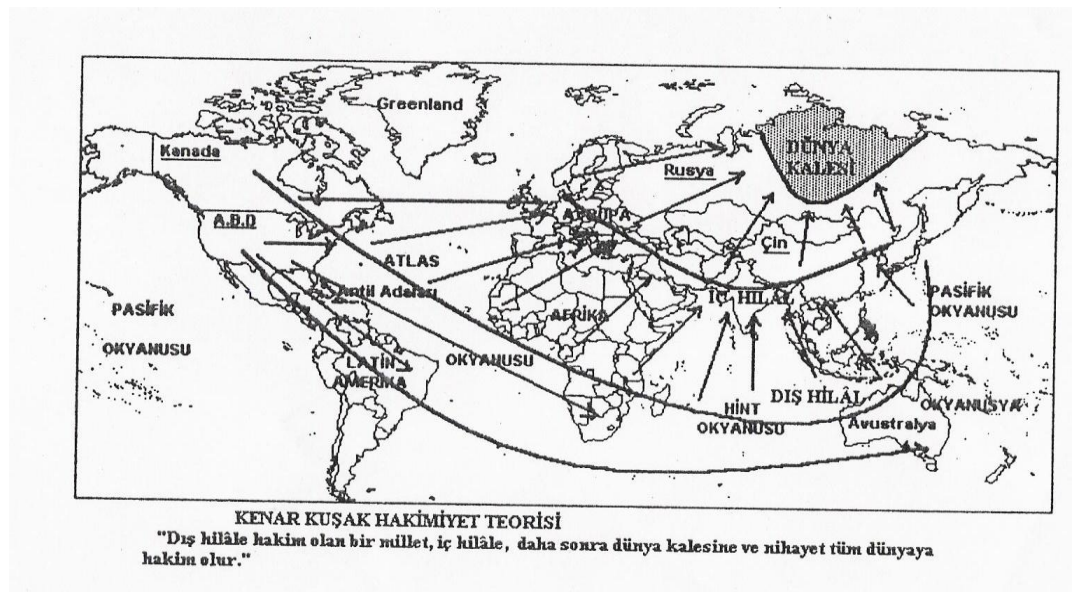 Greenland
Kanada
DÜNYA
KALESİ
Rusya
A.B.D
AVRUPA
Çin
ATLAS
Antil Adaları
İÇ HİLÂL
PASİFİK
OKYANUSU
PASİFİK
OKYANUSU
AFRİKA
LATİN
AMERİKA
OKYANUSU
DIŞ HİLÂL
HİNT
OKYANUSU
OKYANUSYA
Avustralya
KENAR KUŞAK HAKİMİYET TEORİSİ
"Dış hilâle hakim olan bir millet, iç hilâle, daha sonra dünya kalesine ve nihayet tüm dünyaya
hakim olur."